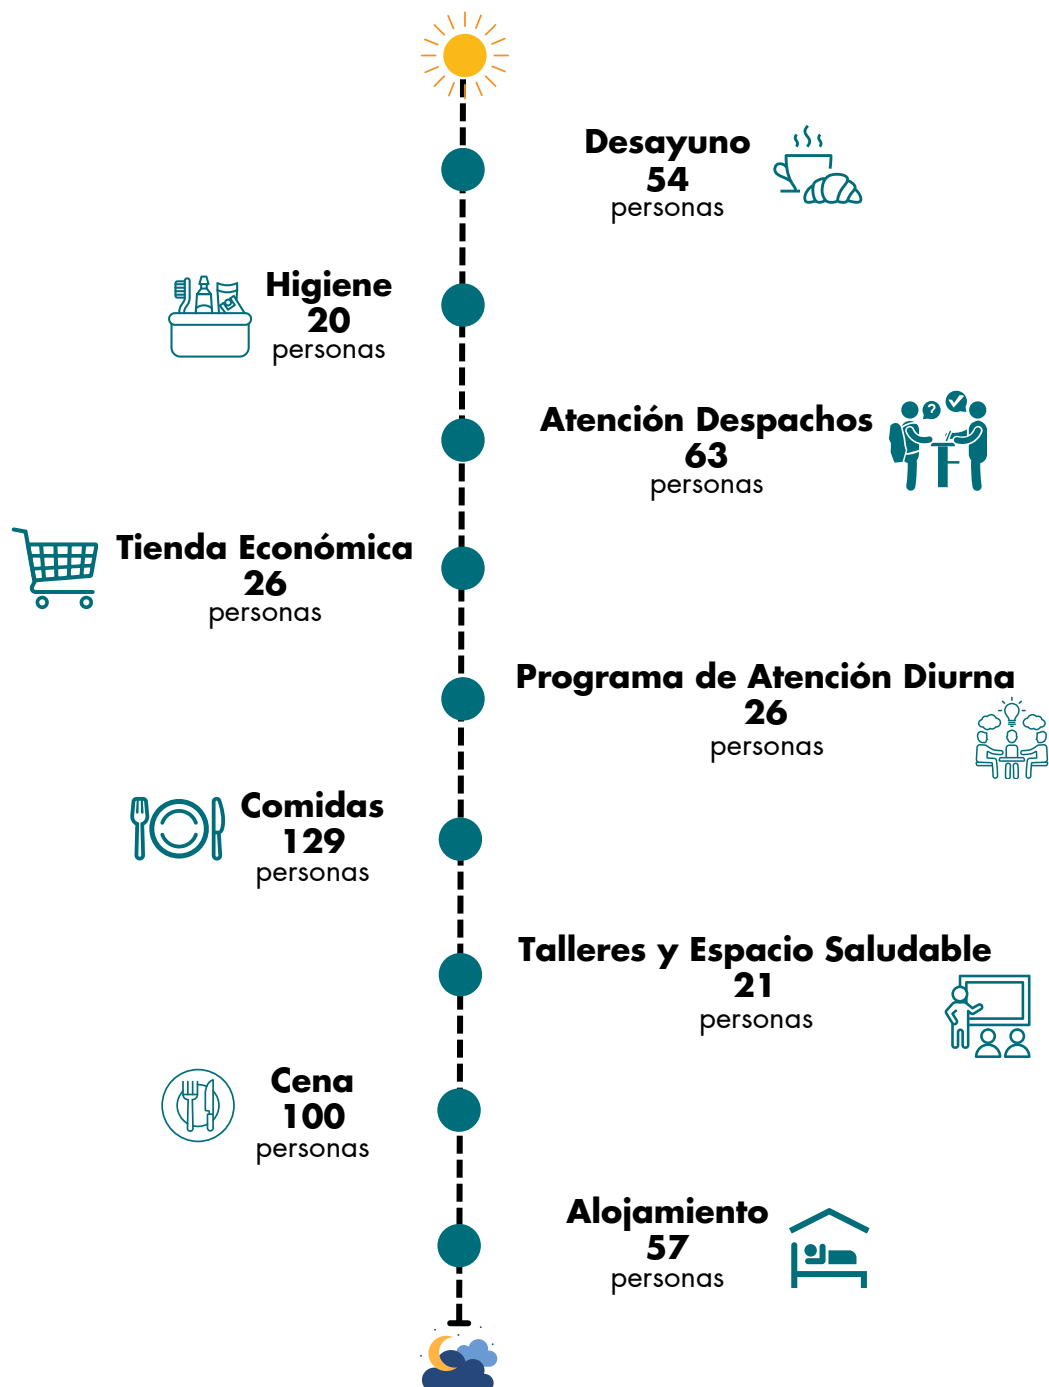 Desayuno
54
personas
Higiene
20
personas
Atención Despachos
63
personas
Tienda Económica
26
personas
Programa de Atención Diurna
26
personas
Comidas
129
personas
Talleres y Espacio Saludable
21
personas
Cena
100
personas
Alojamiento
57
personas